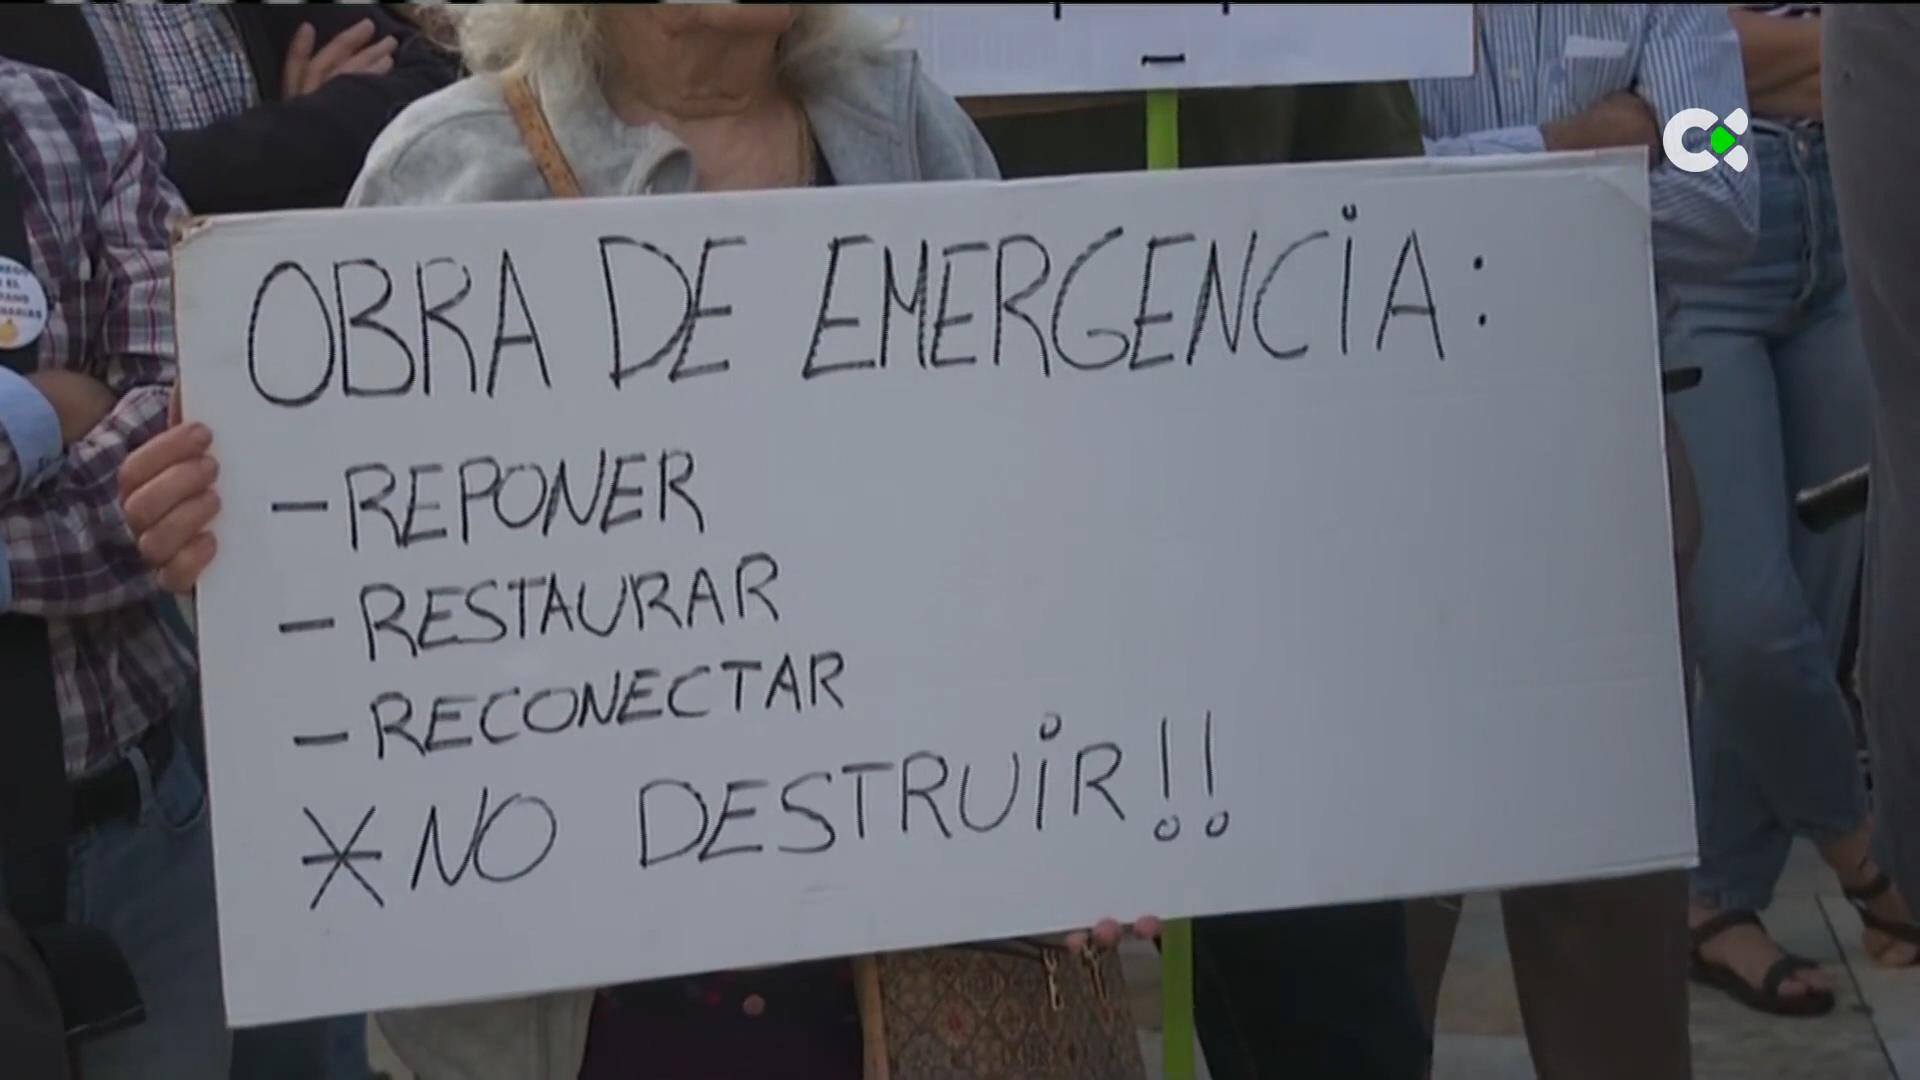 OBRA DE EMERGENCIA:
- REPONER
- RESTAURAR
- RECONECTAR
* NO DESTRUIR!!